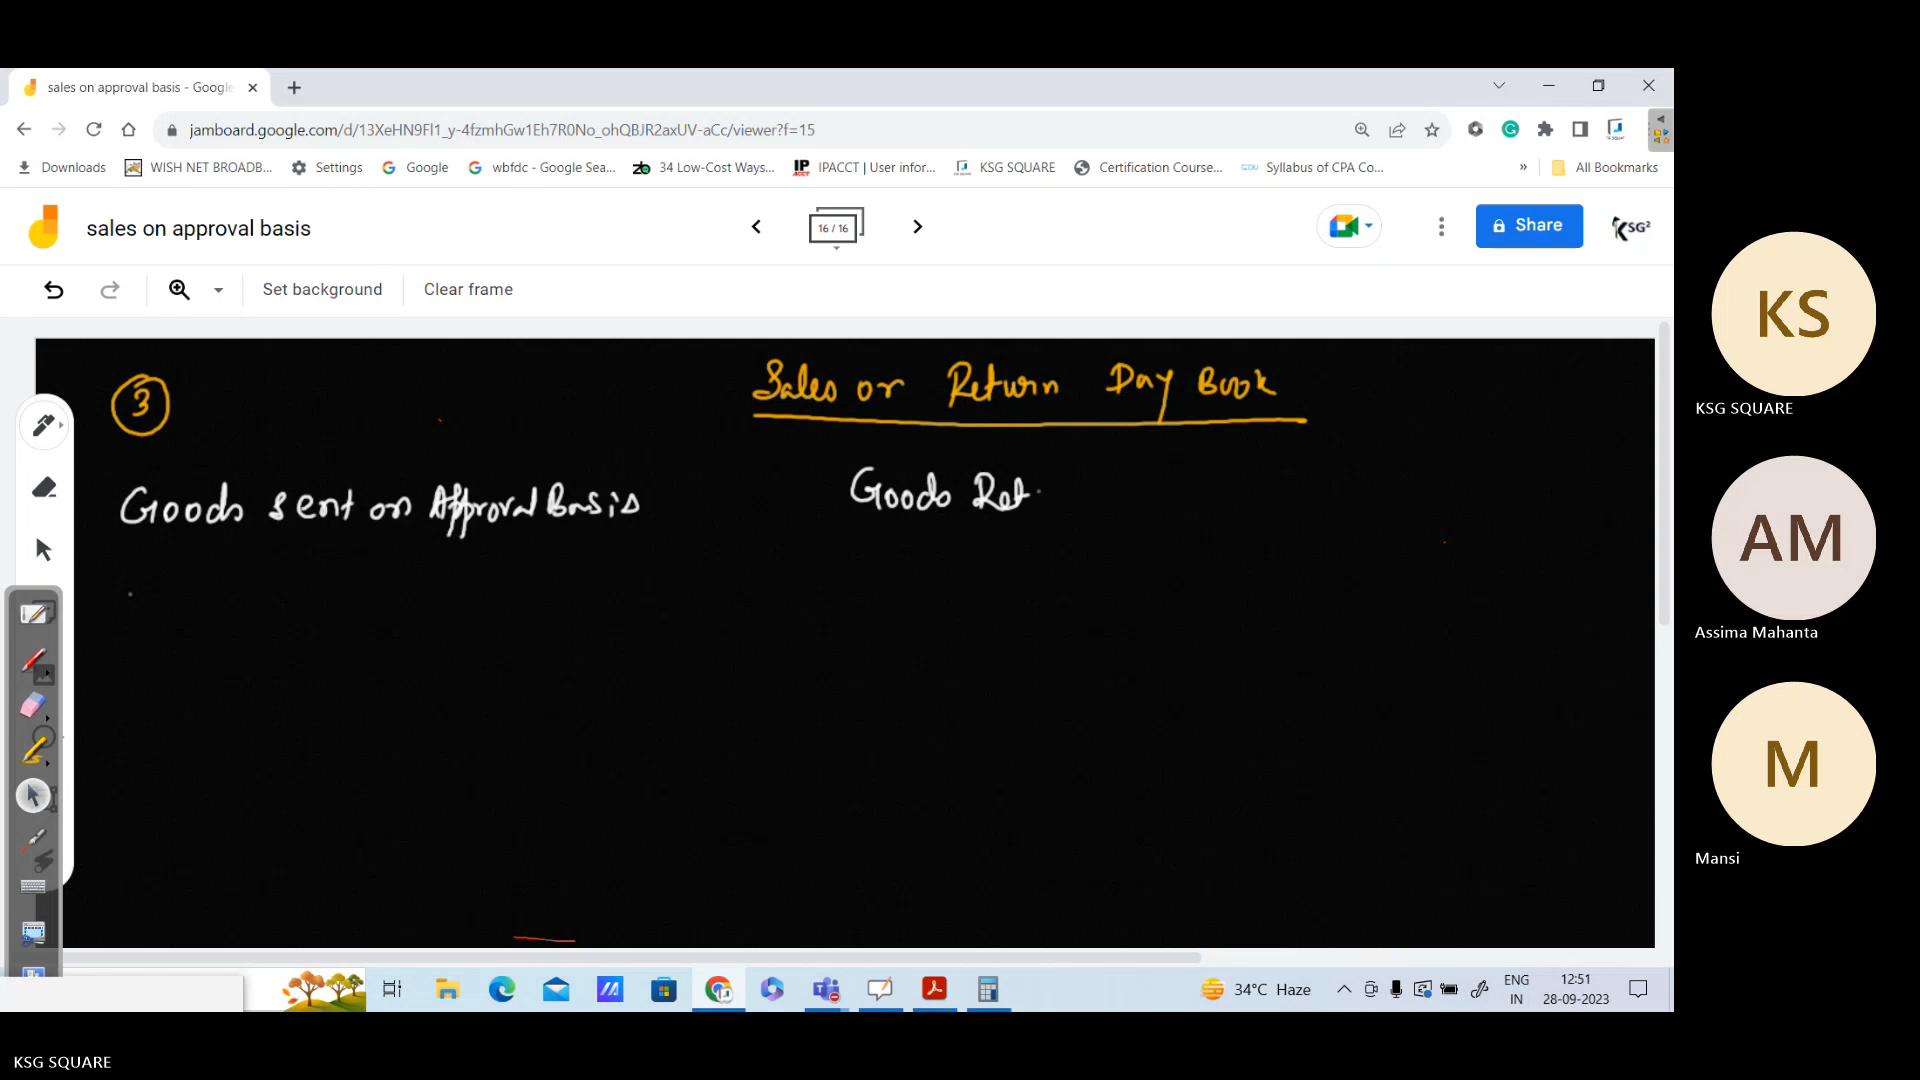 sales on approval basis - Google
jamboard.google.com/d/13XeHN9Fl1_y-4fzmhGw1Eh7R0No_ohQBJR2axUV-aCc/viewer?f=15
Downloads WISH NET BROADB... Settings Google wbfdc - Google Sea... 34 Low-Cost Ways... IPACCT | User infor... KSG SQUARE Certification Course... Syllabus of CPA Co... » All Bookmarks
sales on approval basis
16 / 16
Share
KSG²
Set background Clear frame
3 Sales or Return Day Book
Goods sent on Approval Basis Goods Ret
KS
KSG SQUARE
AM
Assima Mahanta
M
Mansi
34°C Haze
ENG
IN
12:51
28-09-2023
KSG SQUARE